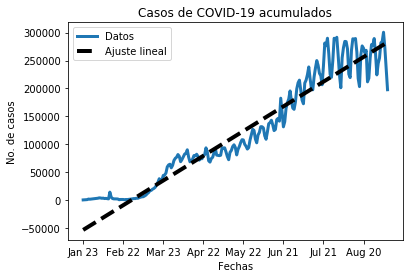 Casos de COVID-19 acumulados
Datos
Ajuste lineal
No. de casos
300000
250000
200000
150000
100000
50000
0
−50000
Jan 23 Feb 22 Mar 23 Apr 22 May 22 Jun 21 Jul 21 Aug 20
Fechas